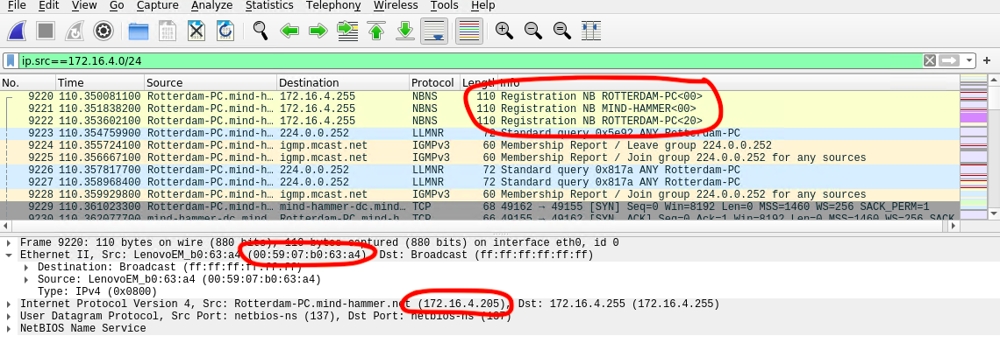 File Edit View Go Capture Analyze Statistics Telephony Wireless Tools Help
ip.src==172.16.4.0/24
No. Time Source Destination Protocol Length Info
9220 110.350081100 Rotterdam-PC.mind-h… 172.16.4.255 NBNS 110 Registration NB ROTTERDAM-PC<00>
9221 110.351838200 Rotterdam-PC.mind-h… 172.16.4.255 NBNS 110 Registration NB MIND-HAMMER<00>
9222 110.353602100 Rotterdam-PC.mind-h… 172.16.4.255 NBNS 110 Registration NB ROTTERDAM-PC<20>
9223 110.354759900 Rotterdam-PC.mind-h… 224.0.0.252 LLMNR 72 Standard query 0x5e92 ANY Rotterdam-PC
9224 110.355724100 Rotterdam-PC.mind-h… igmp.mcast.net IGMPv3 60 Membership Report / Leave group 224.0.0.252
9225 110.356667100 Rotterdam-PC.mind-h… igmp.mcast.net IGMPv3 60 Membership Report / Join group 224.0.0.252 for any sources
9226 110.357817700 Rotterdam-PC.mind-h… 224.0.0.252 LLMNR 72 Standard query 0x817a ANY Rotterdam-PC
9227 110.358968400 Rotterdam-PC.mind-h… 224.0.0.252 LLMNR 72 Standard query 0x817a ANY Rotterdam-PC
9228 110.359929800 Rotterdam-PC.mind-h… igmp.mcast.net IGMPv3 60 Membership Report / Join group 224.0.0.252 for any sources
9229 110.361023300 Rotterdam-PC.mind-h… mind-hammer-dc.mind… TCP 68 49162 → 49155 [SYN] Seq=0 Win=8192 Len=0 MSS=1460 WS=256 SACK_PERM=1
9230 110.362077700 mind-hammer-dc.mind… Rotterdam-PC.mind-h… TCP 66 49155 → 49162 [SYN, ACK] Seq=0 Ack=1 Win=8192 Len=0 MSS=1460 WS=256 SACK
Frame 9220: 110 bytes on wire (880 bits), 110 bytes captured (880 bits) on interface eth0, id 0
Ethernet II, Src: LenovoEM_b0:63:a4 (00:59:07:b0:63:a4), Dst: Broadcast (ff:ff:ff:ff:ff:ff)
Destination: Broadcast (ff:ff:ff:ff:ff:ff)
Source: LenovoEM_b0:63:a4 (00:59:07:b0:63:a4)
Type: IPv4 (0x0800)
Internet Protocol Version 4, Src: Rotterdam-PC.mind-hammer.net (172.16.4.205), Dst: 172.16.4.255 (172.16.4.255)
User Datagram Protocol, Src Port: netbios-ns (137), Dst Port: netbios-ns (137)
NetBIOS Name Service